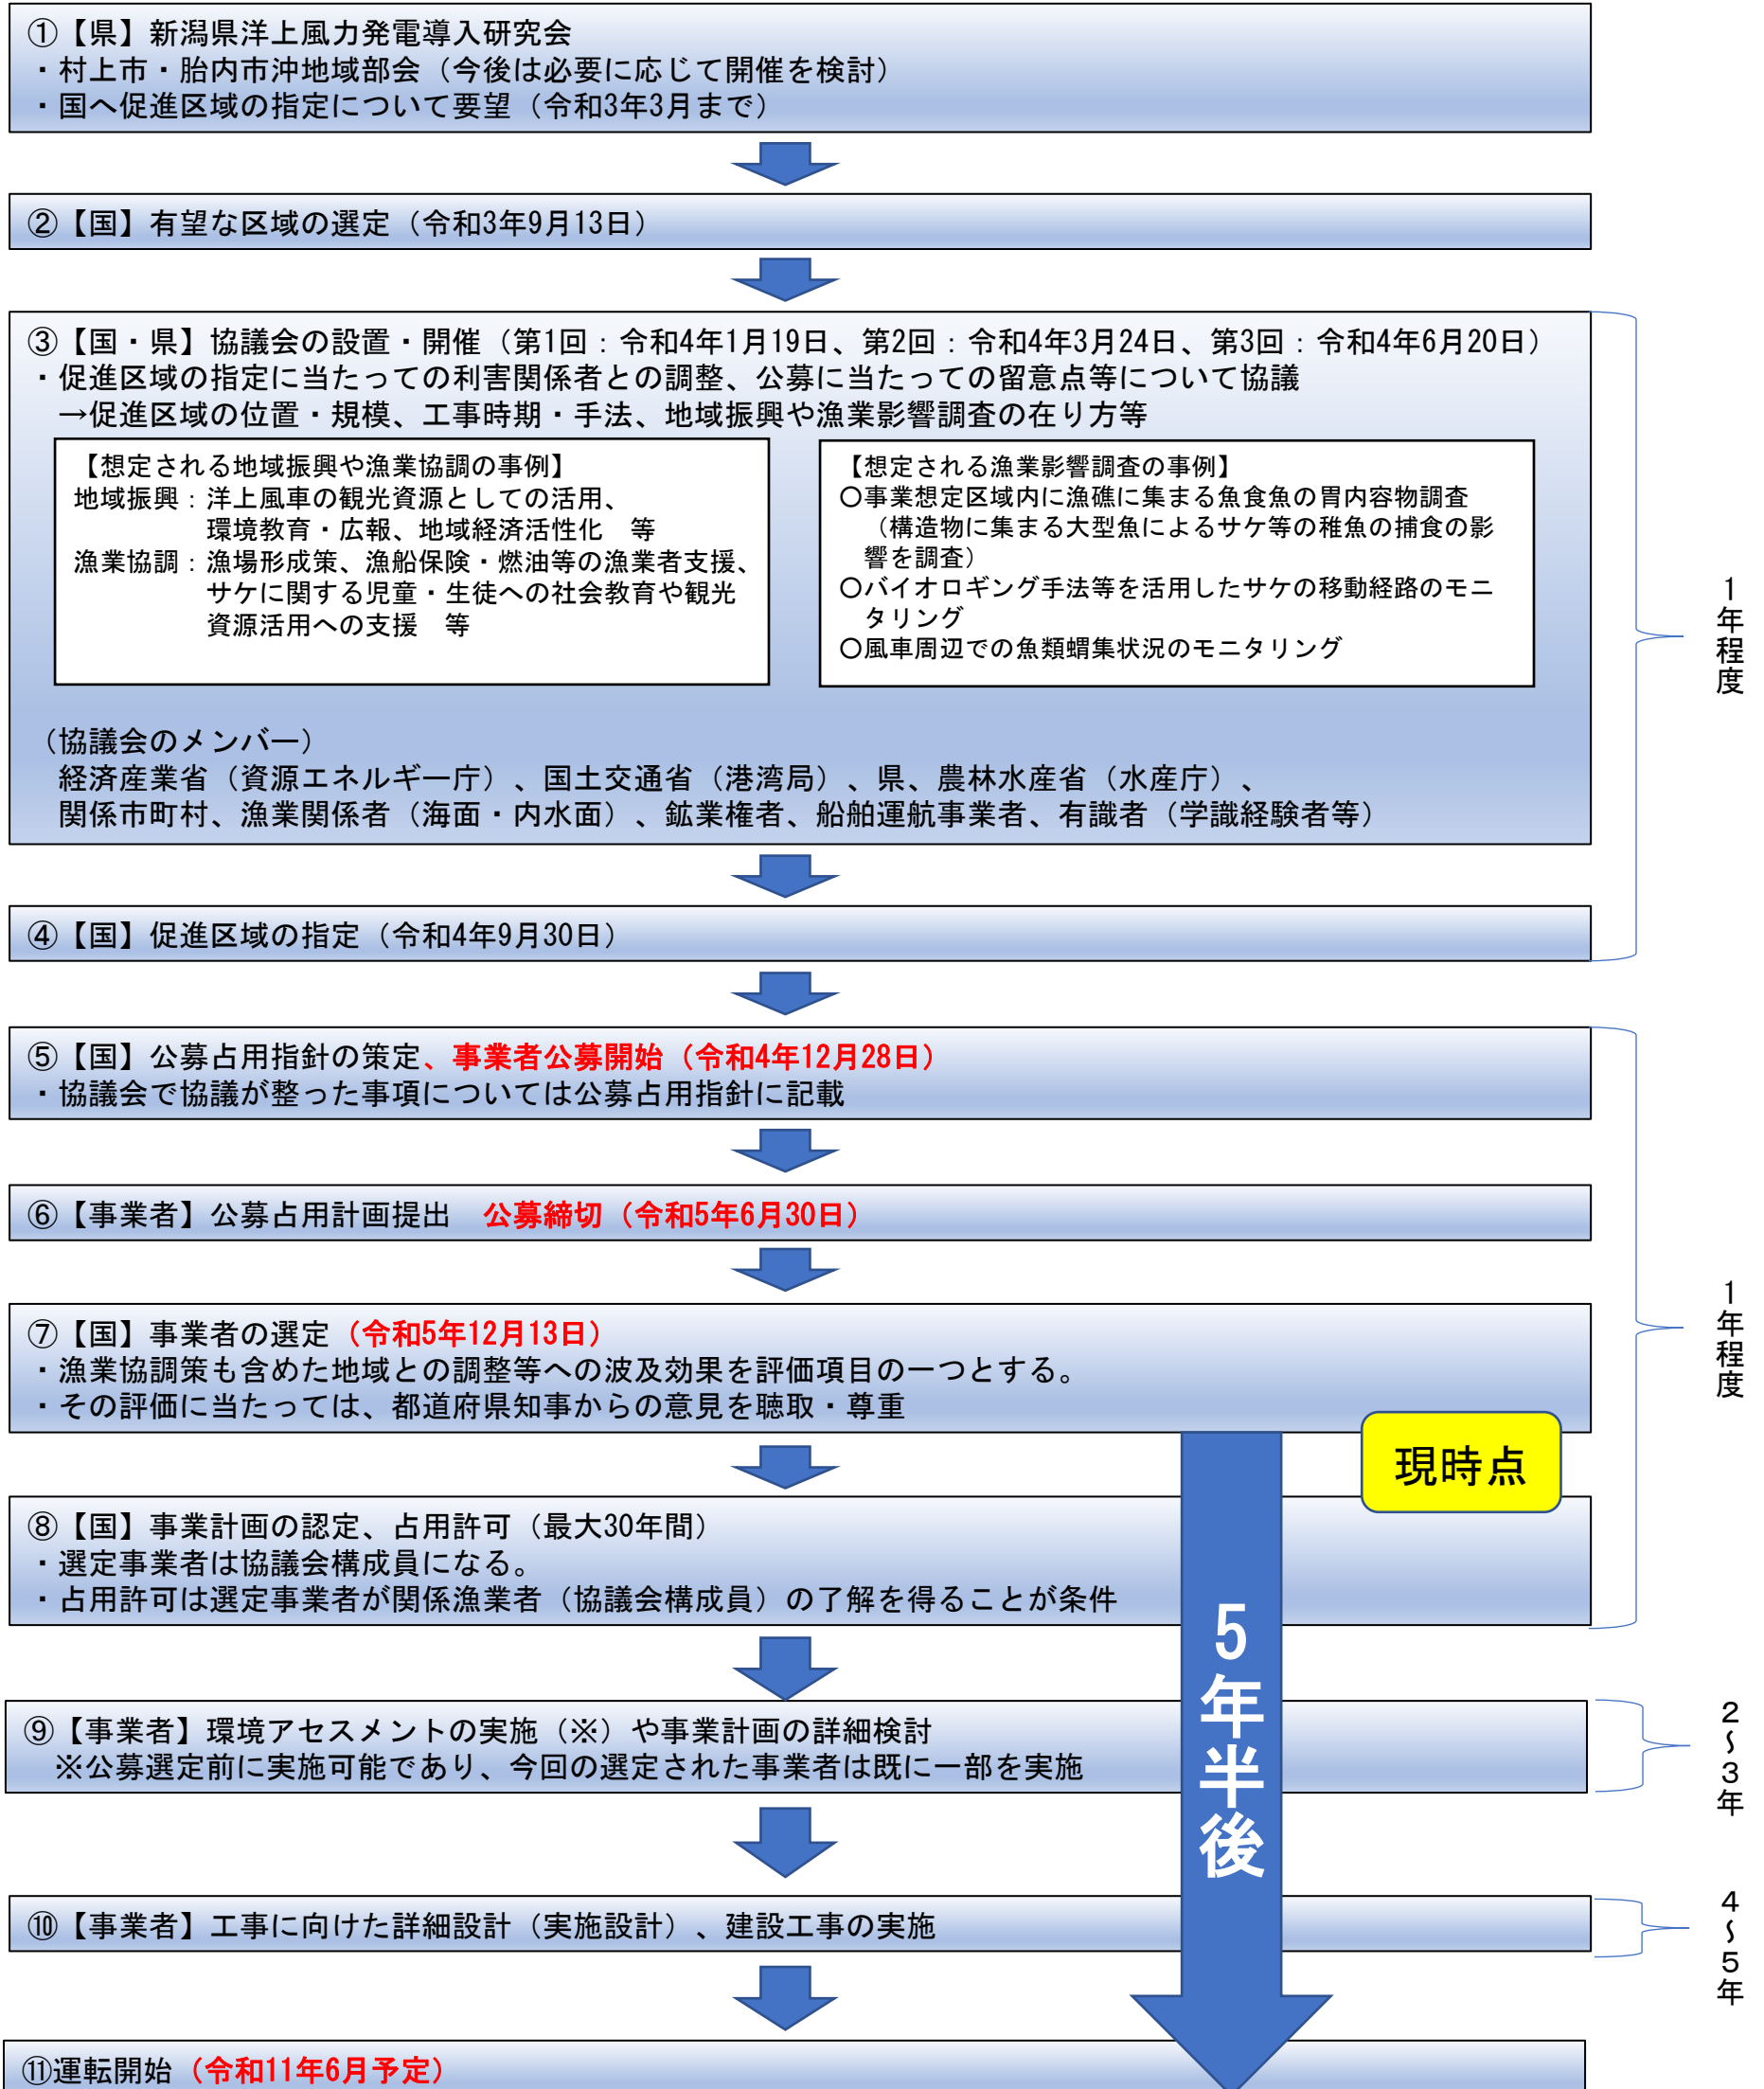 ①【県】新潟県洋上風力発電導入研究会
・村上市・胎内市沖地域部会（今後は必要に応じて開催を検討）
・国へ促進区域の指定について要望（令和3年3月まで）
②【国】有望な区域の選定（令和3年9月13日）
③【国・県】協議会の設置・開催（第1回：令和4年1月19日、第2回：令和4年3月24日、第3回：令和4年6月20日）
・促進区域の指定に当たっての利害関係者との調整、公募に当たっての留意点等について協議
→促進区域の位置・規模、工事時期・手法、地域振興や漁業影響調査の在り方等
【想定される地域振興や漁業協調の事例】
地域振興：洋上風車の観光資源としての活用、
環境教育・広報、地域経済活性化　等
漁業協調：漁場形成策、漁船保険・燃油等の漁業者支援、
サケに関する児童・生徒への社会教育や観光
資源活用への支援　等
【想定される漁業影響調査の事例】
〇事業想定区域内に漁礁に集まる魚食魚の胃内容物調査
（構造物に集まる大型魚によるサケ等の稚魚の捕食の影
響を調査）
〇バイオロギング手法等を活用したサケの移動経路のモニ
タリング
〇風車周辺での魚類蝟集状況のモニタリング
（協議会のメンバー）
経済産業省（資源エネルギー庁）、国土交通省（港湾局）、県、農林水産省（水産庁）、
関係市町村、漁業関係者（海面・内水面）、鉱業権者、船舶運航事業者、有識者（学識経験者等）
④【国】促進区域の指定（令和4年9月30日）
1年程度
⑤【国】公募占用指針の策定、事業者公募開始（令和4年12月28日）
・協議会で協議が整った事項については公募占用指針に記載
⑥【事業者】公募占用計画提出　公募締切（令和5年6月30日）
⑦【国】事業者の選定（令和5年12月13日）
・漁業協調策も含めた地域との調整等への波及効果を評価項目の一つとする。
・その評価に当たっては、都道府県知事からの意見を聴取・尊重
現時点
⑧【国】事業計画の認定、占用許可（最大30年間）
・選定事業者は協議会構成員になる。
・占用許可は選定事業者が関係漁業者（協議会構成員）の了解を得ることが条件
1年程度
5年半後
⑨【事業者】環境アセスメントの実施（※）や事業計画の詳細検討
※公募選定前に実施可能であり、今回の選定された事業者は既に一部を実施
2～3年
⑩【事業者】工事に向けた詳細設計（実施設計）、建設工事の実施
4～5年
⑪運転開始（令和11年6月予定）